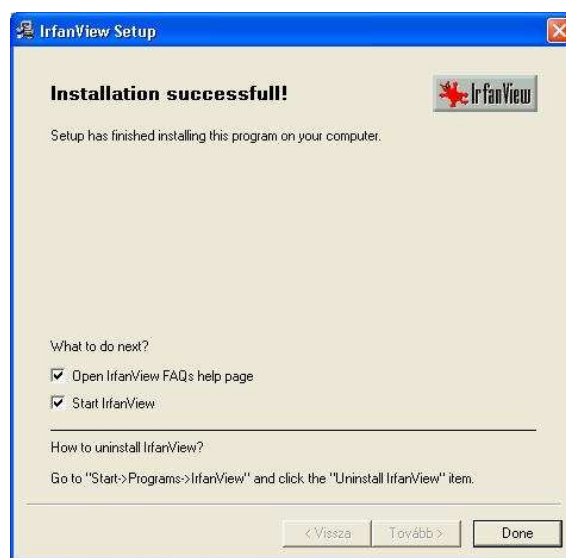 IrfanView Setup
Installation successfull!
IrfanView
Setup has finished installing this program on your computer.
What to do next?
Open IrfanView FAQs help page
Start IrfanView
How to uninstall IrfanView?
Go to "Start->Programs->IrfanView" and click the "Uninstall IrfanView" item.
< Vissza
Tovább >
Done